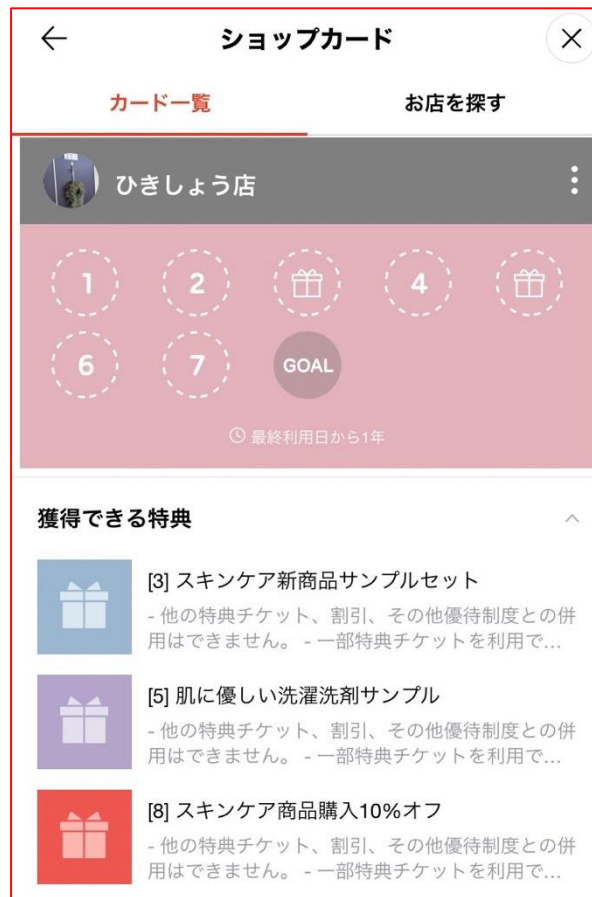 ショップカード
カード一覧
お店を探す
ひきしょう店
1
2
4
6
7
GOAL
最終利用日から1年
獲得できる特典
[3] スキンケア新商品サンプルセット
- 他の特典チケット、割引、その他優待制度との併
用はできません。 - 一部特典チケットを利用で...
[5] 肌に優しい洗濯洗剤サンプル
- 他の特典チケット、割引、その他優待制度との併
用はできません。 - 一部特典チケットを利用で...
[8] スキンケア商品購入10%オフ
- 他の特典チケット、割引、その他優待制度との併
用はできません。 - 一部特典チケットを利用で...